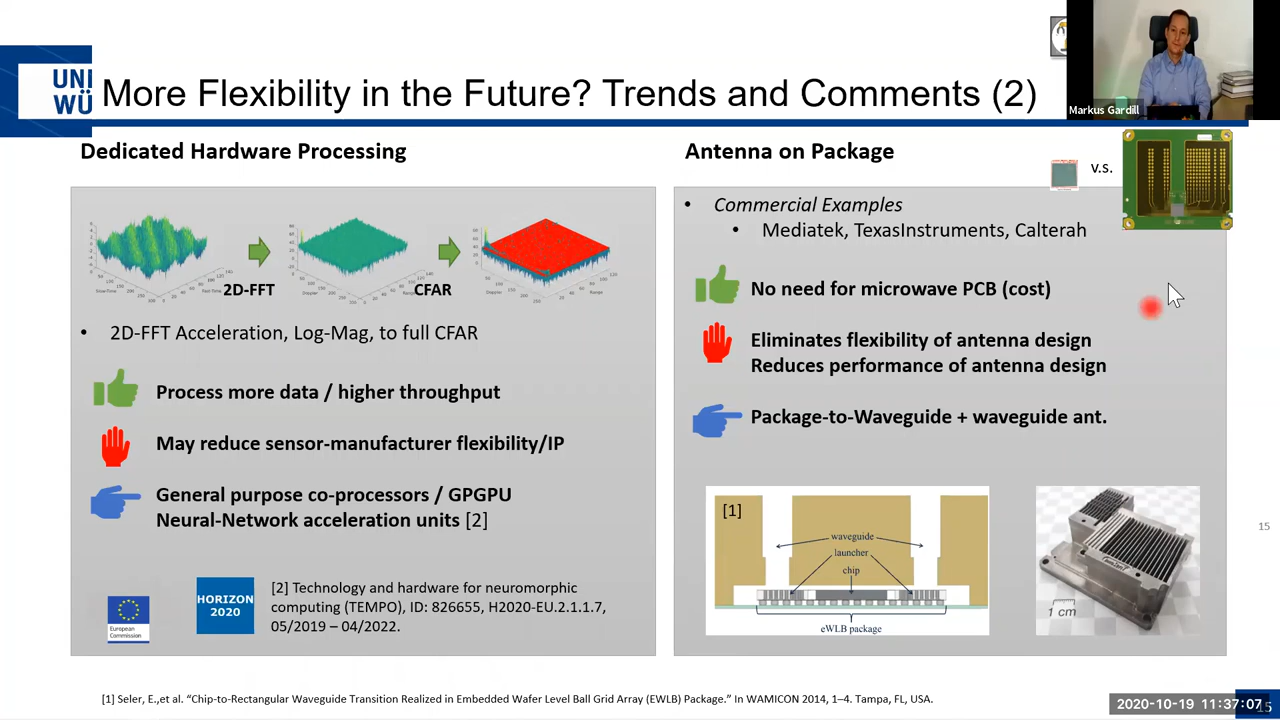 UNI
WÜ
More Flexibility in the Future? Trends and Comments (2)
Markus Gardill
Dedicated Hardware Processing
2D-FFT
CFAR
• 2D-FFT Acceleration, Log-Mag, to full CFAR
Process more data / higher throughput
May reduce sensor-manufacturer flexibility/IP
General purpose co-processors / GPGPU
Neural-Network acceleration units [2]
European
Commission
HORIZON
2020
[2] Technology and hardware for neuromorphic
computing (TEMPO), ID: 826655, H2020-EU.2.1.1.7,
05/2019 – 04/2022.
Antenna on Package
v.s.
• Commercial Examples
• Mediatek, TexasInstruments, Calterah
No need for microwave PCB (cost)
Eliminates flexibility of antenna design
Reduces performance of antenna design
Package-to-Waveguide + waveguide ant.
[1]
waveguide
launcher
chip
eWLB package
1 cm
15
[1] Seler, E.,et al. “Chip-to-Rectangular Waveguide Transition Realized in Embedded Wafer Level Ball Grid Array (EWLB) Package.” In WAMICON 2014, 1–4. Tampa, FL, USA.
2020-10-19 11:37:07
15